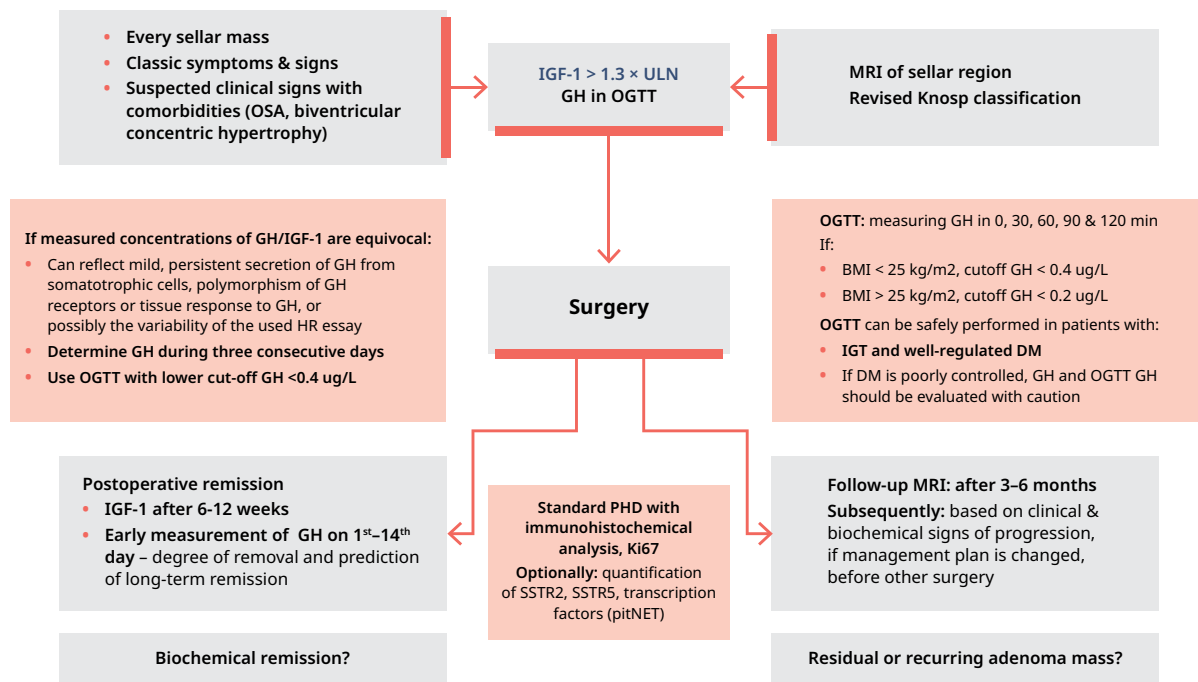 • Every sellar mass
• Classic symptoms & signs
• Suspected clinical signs with
comorbidities (OSA, biventricular
concentric hypertrophy)
IGF-1 > 1.3 × ULN
GH in OGTT
MRI of sellar region
Revised Knosp classification
If measured concentrations of GH/IGF-1 are equivocal:
• Can reflect mild, persistent secretion of GH from
somatotrophic cells, polymorphism of GH
receptors or tissue response to GH, or
possibly the variability of the used HR essay
• Determine GH during three consecutive days
• Use OGTT with lower cut-off GH <0.4 ug/L
Surgery
OGTT: measuring GH in 0, 30, 60, 90 & 120 min
If:
• BMI < 25 kg/m2, cutoff GH < 0.4 ug/L
• BMI > 25 kg/m2, cutoff GH < 0.2 ug/L
OGTT can be safely performed in patients with:
• IGT and well-regulated DM
• If DM is poorly controlled, GH and OGTT GH
should be evaluated with caution
Postoperative remission
• IGF-1 after 6-12 weeks
• Early measurement of GH on 1st–14th
day – degree of removal and prediction
of long-term remission
Standard PHD with
immunohistochemical
analysis, Ki67
Optionally: quantification
of SSTR2, SSTR5, transcription
factors (pitNET)
Follow-up MRI: after 3–6 months
Subsequently: based on clinical &
biochemical signs of progression,
if management plan is changed,
before other surgery
Biochemical remission?
Residual or recurring adenoma mass?